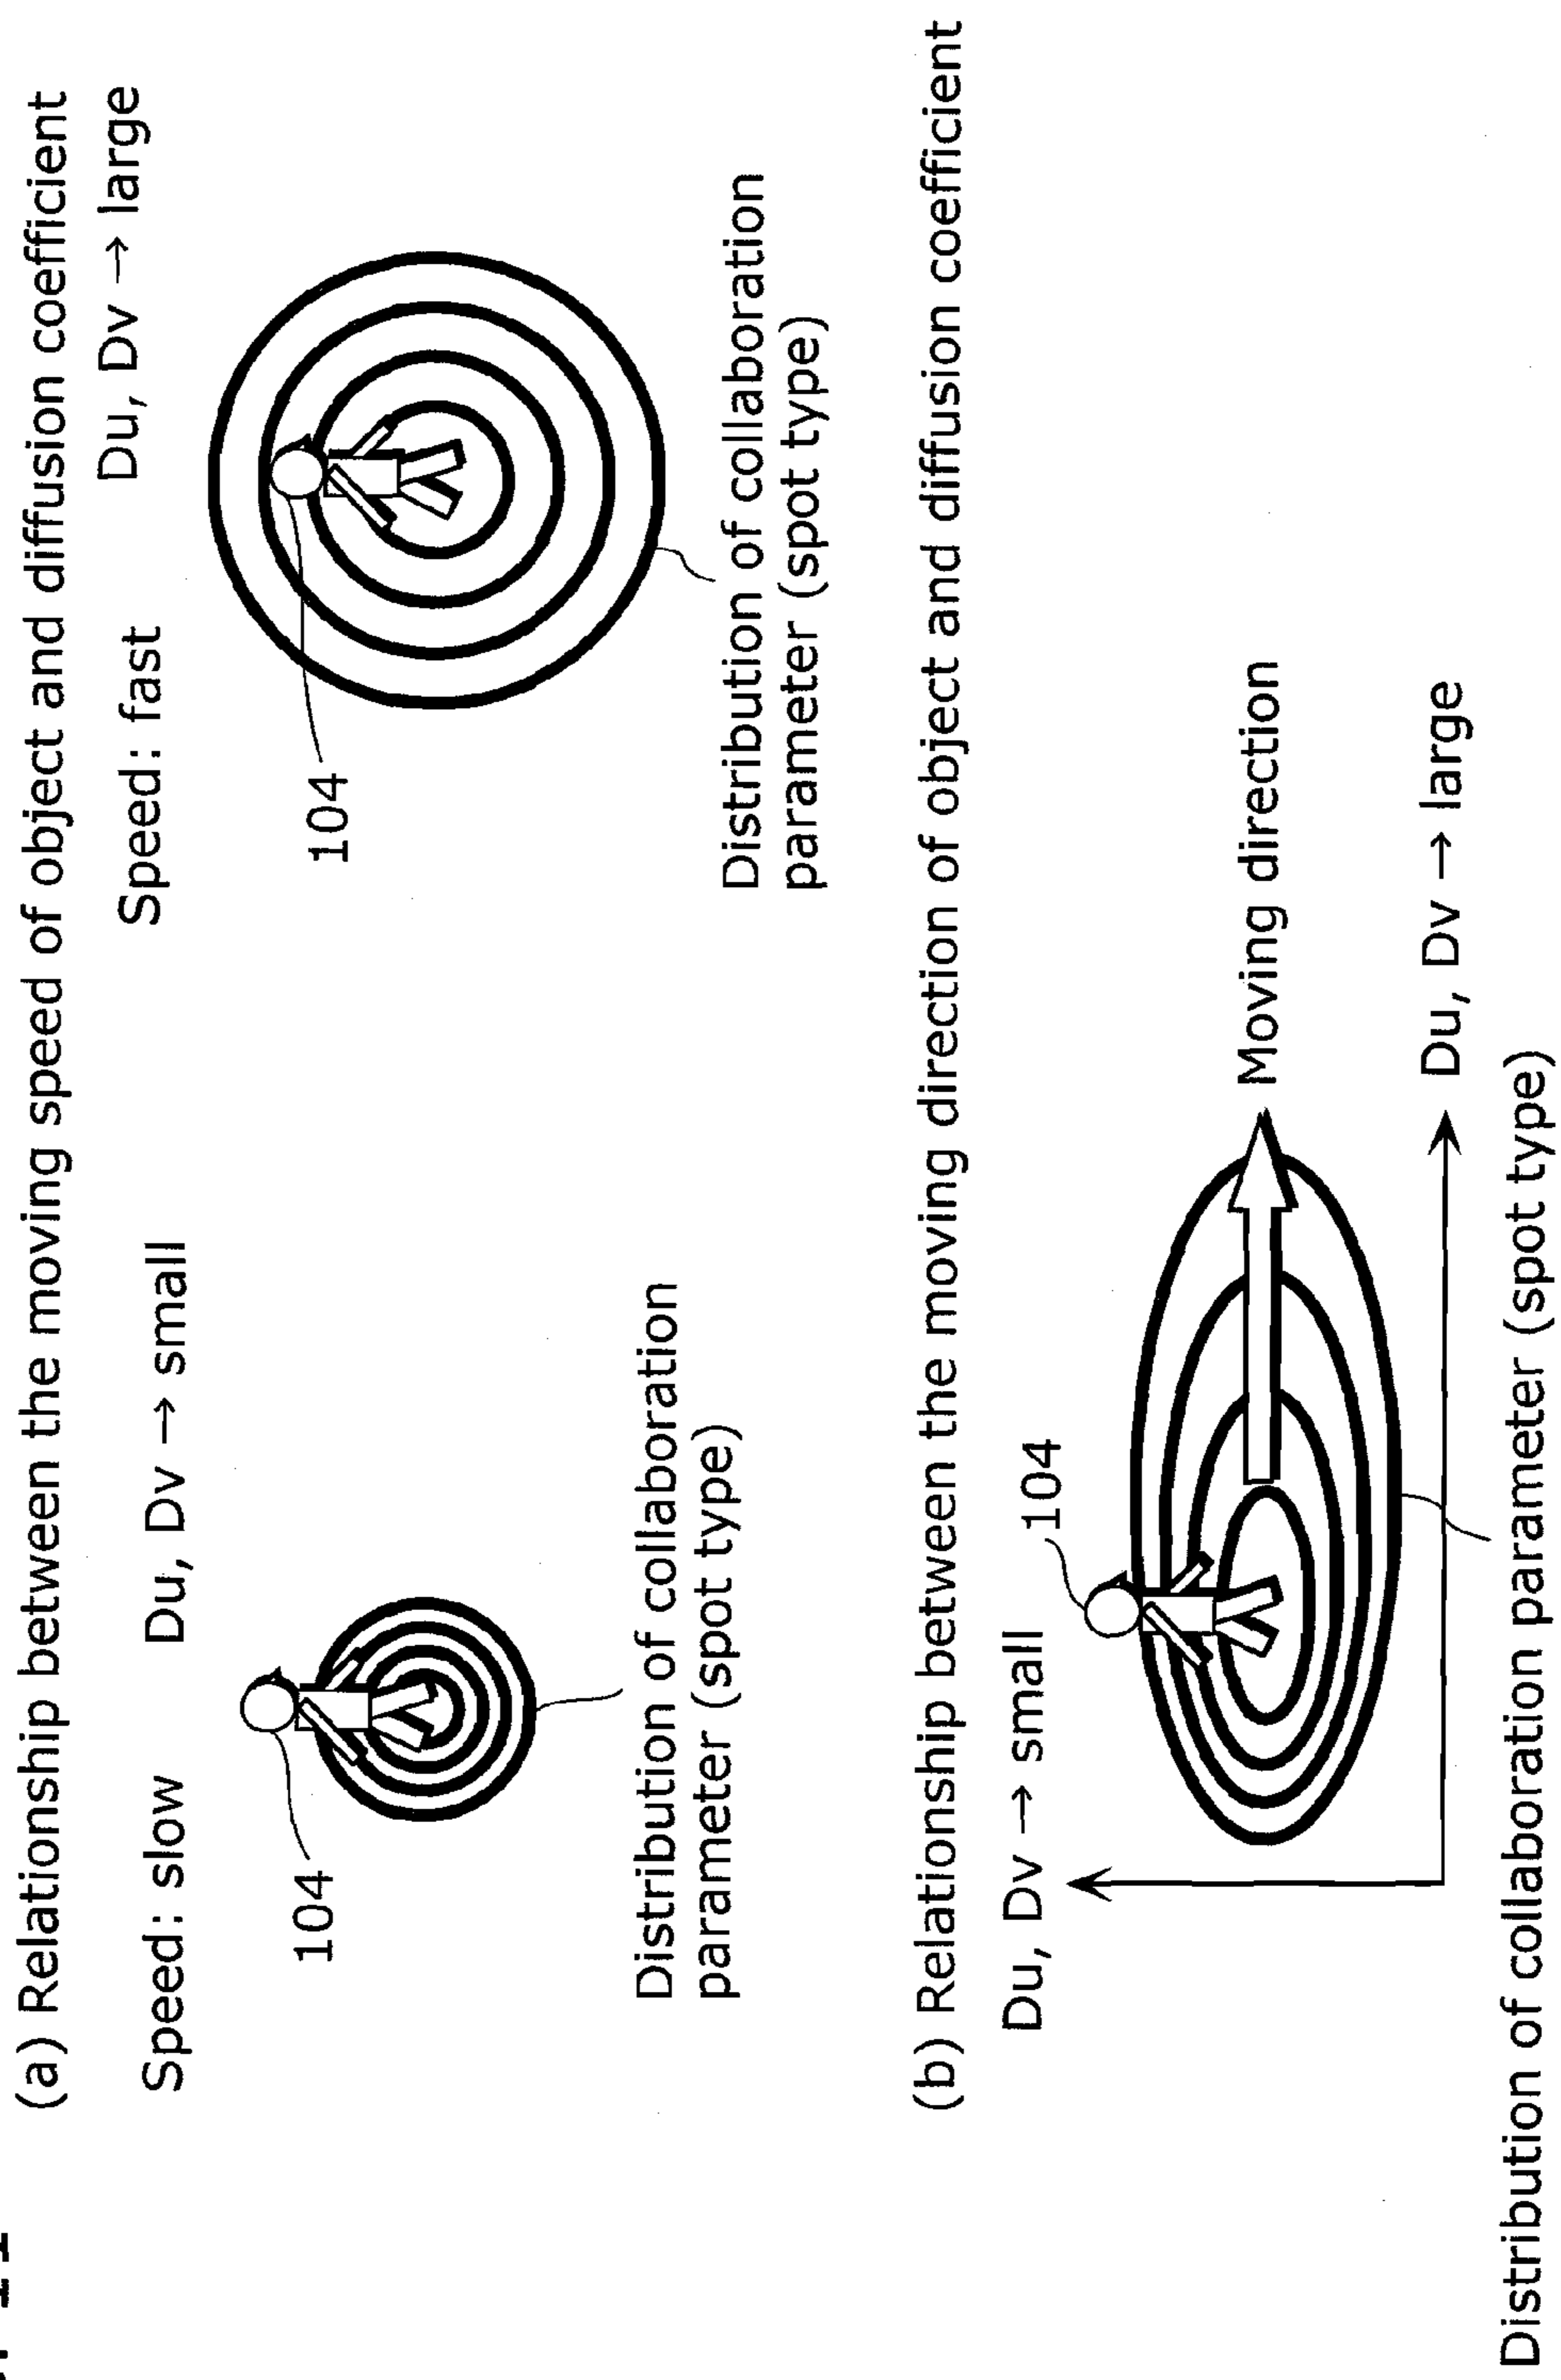 (a) Relationship between the moving speed of object and diffusion coefficient
Speed: slow
Du, Dv → small
Speed: fast
Du, Dv → large
104
104
Distribution of collaboration
parameter (spot type)
Distribution of collaboration
parameter (spot type)
(b) Relationship between the moving direction of object and diffusion coefficient
Du, Dv → small
104
Moving direction
Du, Dv → large
Distribution of collaboration parameter (spot type)